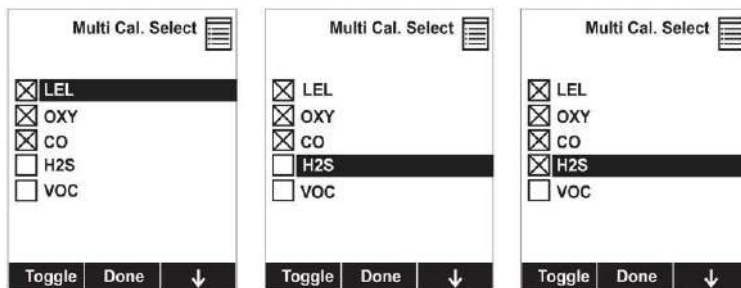 Multi Cal. Select
LEL
OXY
CO
H2S
VOC
Toggle Done ↓
Multi Cal. Select
LEL
OXY
CO
H2S
VOC
Toggle Done ↓
Multi Cal. Select
LEL
OXY
CO
H2S
VOC
Toggle Done ↓